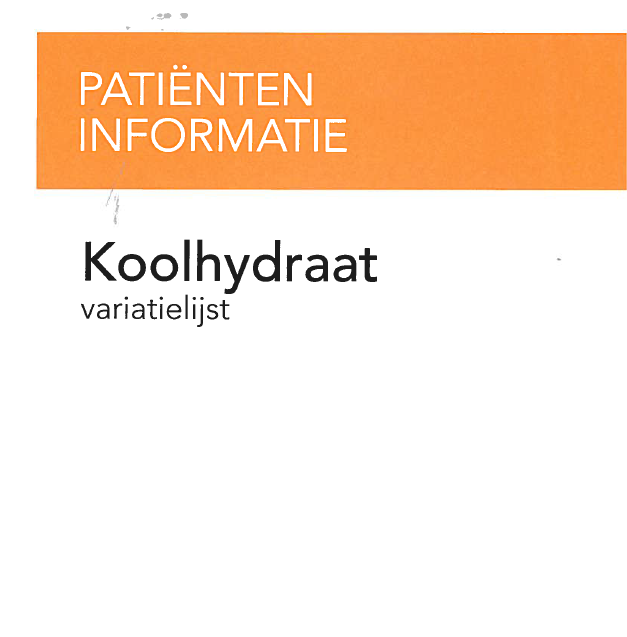 PATIËNTEN
INFORMATIE
Koolhydraat
variatielijst